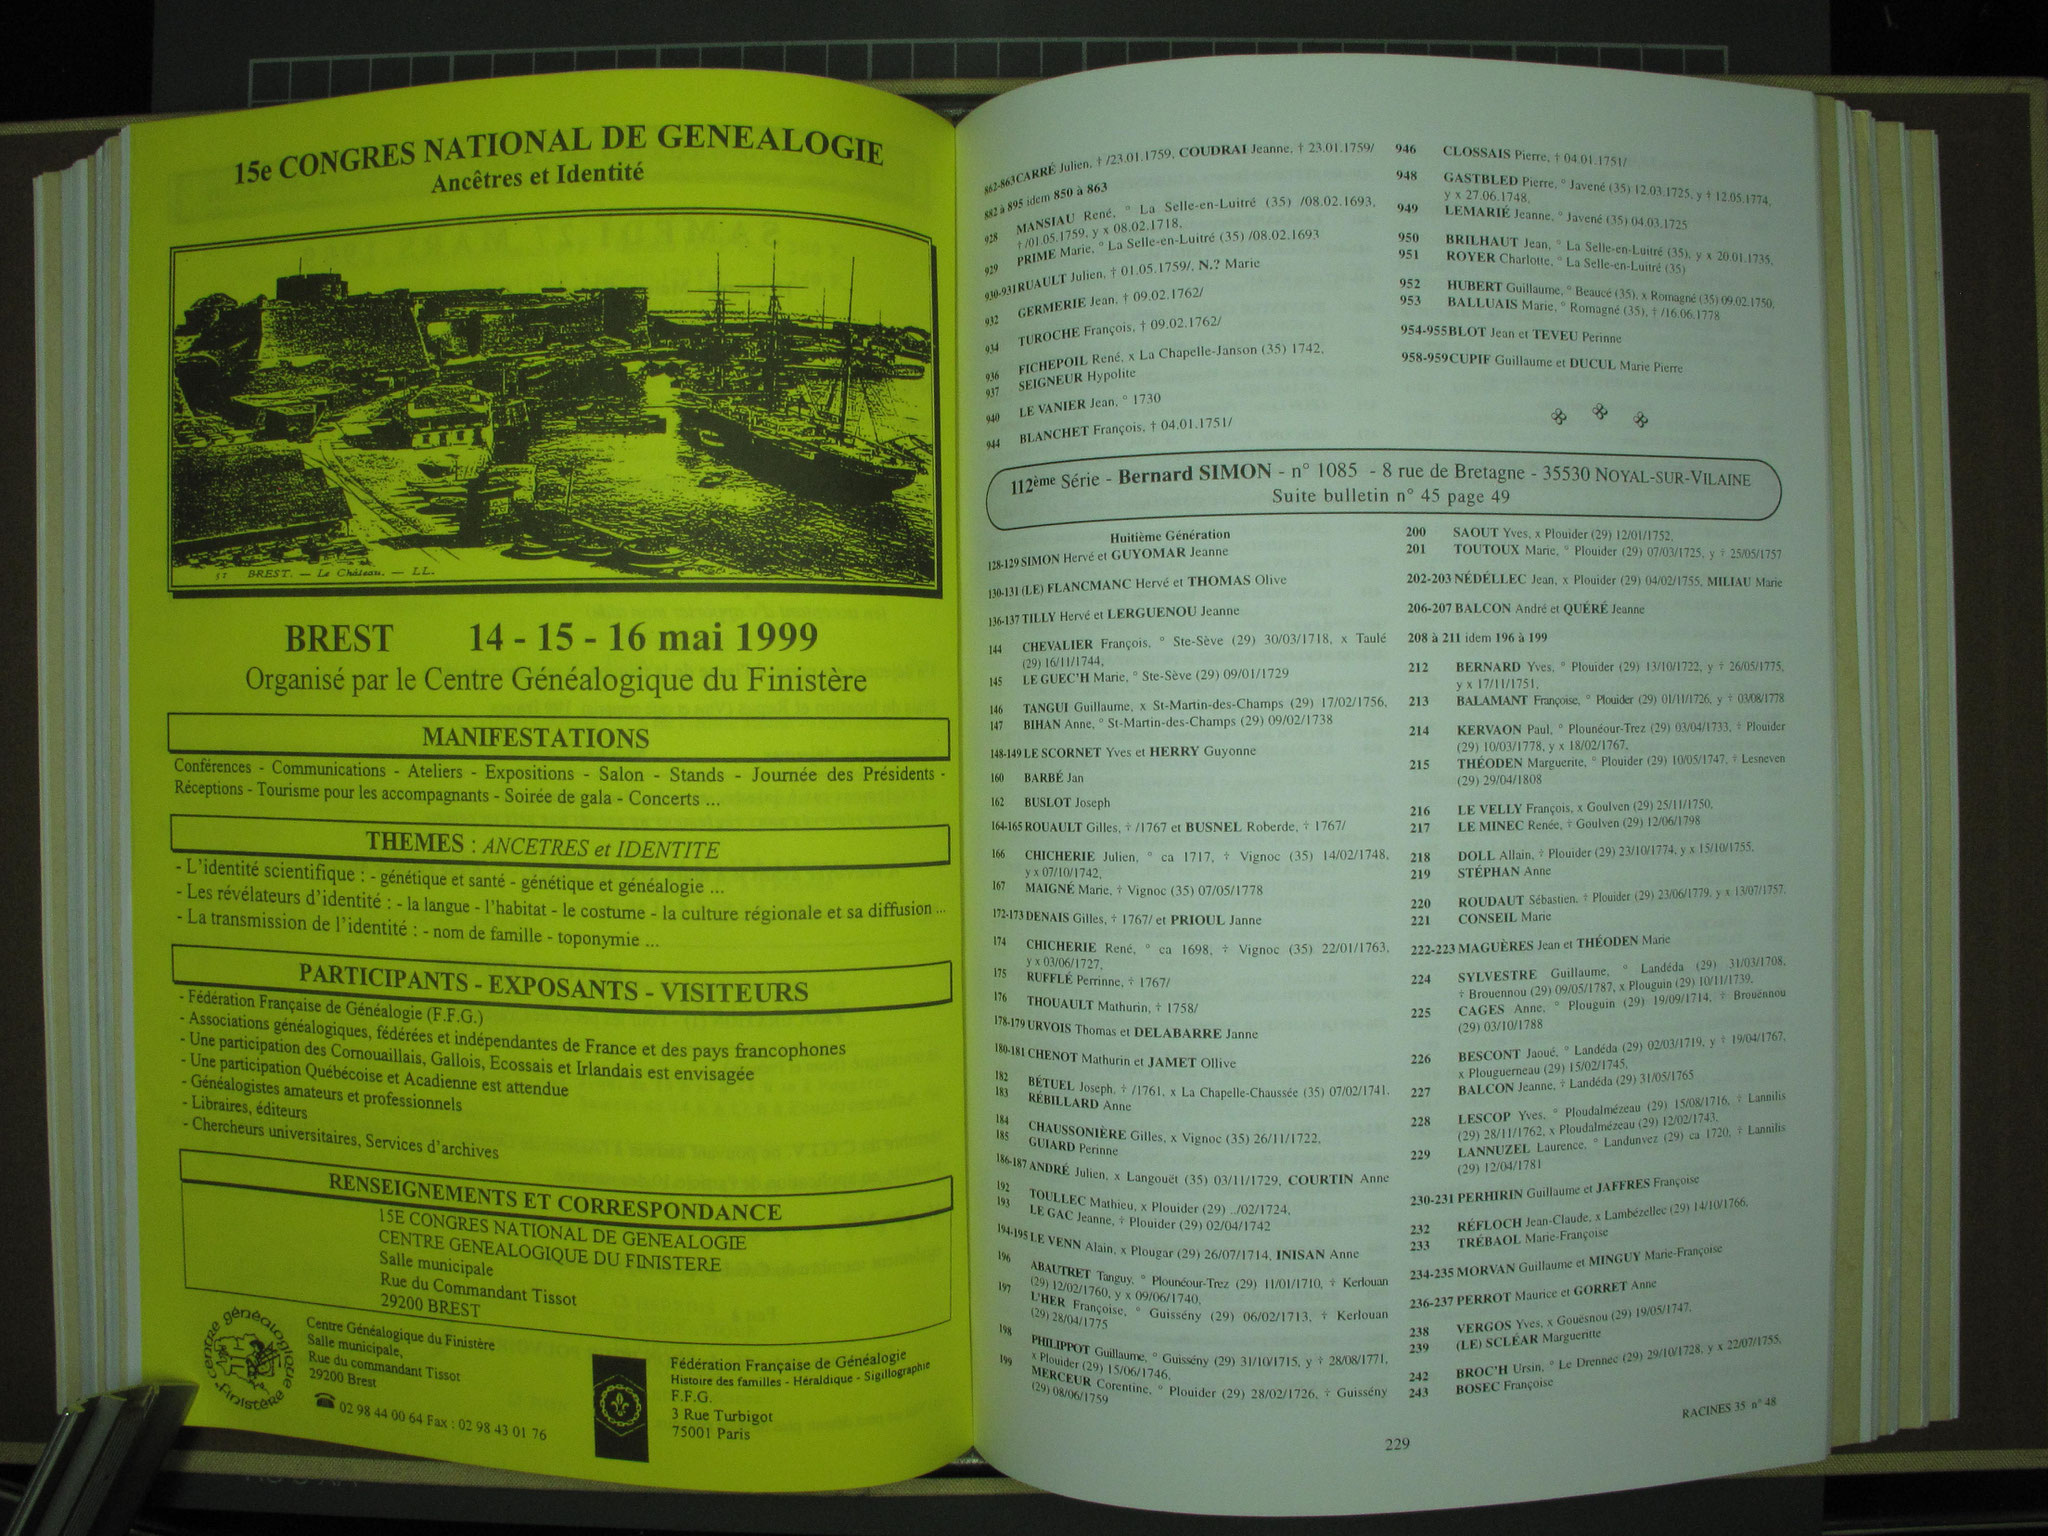 15e CONGRES NATIONAL DE GENEALOGIE
Ancêtres et Identité
57 BREST. — Le Château. — LL.
BREST 14 - 15 - 16 mai 1999
Organisé par le Centre Généalogique du Finistère
MANIFESTATIONS
Conférences - Communications - Ateliers - Expositions - Salon - Stands - Journée des Présidents -
Réceptions - Tourisme pour les accompagnants - Soirée de gala - Concerts ...
THEMES : ANCETRES et IDENTITE
- L'identité scientifique : - génétique et santé - génétique et généalogie ...
- Les révélateurs d'identité : - la langue - l'habitat - le costume - la culture régionale et sa diffusion ...
- La transmission de l'identité : - nom de famille - toponymie ...
PARTICIPANTS - EXPOSANTS - VISITEURS
- Fédération Française de Généalogie (F.F.G.)
- Associations généalogiques, fédérées et indépendantes de France et des pays francophones
- Une participation des Cornouaillais, Gallois, Ecossais et Irlandais est envisagée
- Une participation Québécoise et Acadienne est attendue
- Généalogistes amateurs et professionnels
- Libraires, éditeurs
- Chercheurs universitaires, Services d'archives
RENSEIGNEMENTS ET CORRESPONDANCE
15E CONGRES NATIONAL DE GENEALOGIE
CENTRE GENEALOGIQUE DU FINISTERE
Salle municipale
Rue du Commandant Tissot
29200 BREST
centre généalogique finistère
Centre Généalogique du Finistère
Salle municipale,
Rue du commandant Tissot
29200 Brest
☎ 02 98 44 00 64 Fax : 02 98 43 01 76
Fédération Française de Généalogie
Histoire des familles - Héraldique - Sigillographie
F.F.G.
3 Rue Turbigot
75001 Paris
862-863 CARRÉ Julien, † /23.01.1759, COUDRAI Jeanne, † 23.01.1759/
882 à 895 idem 850 à 863
928 MANSIAU René, ° La Selle-en-Luitré (35) /08.02.1693,
† /01.05.1759, y x 08.02.1718,
929 PRIME Marie, ° La Selle-en-Luitré (35) /08.02.1693
930-931 RUAULT Julien, † 01.05.1759/, N.? Marie
932 GERMERIE Jean, † 09.02.1762/
934 TUROCHE François, † 09.02.1762/
936 FICHEPOIL René, x La Chapelle-Janson (35) 1742,
937 SEIGNEUR Hypolite
940 LE VANIER Jean, ° 1730
944 BLANCHET François, † 04.01.1751/
946 CLOSSAIS Pierre, † 04.01.1751/
948 GASTBLED Pierre, ° Javené (35) 12.03.1725, y † 12.05.1774,
y x 27.06.1748,
949 LEMARIÉ Jeanne, ° Javené (35) 04.03.1725
950 BRILHAUT Jean, ° La Selle-en-Luitré (35), y x 20.01.1735,
951 ROYER Charlotte, ° La Selle-en-Luitré (35)
952 HUBERT Guillaume, ° Beaucé (35), x Romagné (35) 09.02.1750,
953 BALLUAIS Marie, ° Romagné (35), † /16.06.1778
954-955 BLOT Jean et TEVEU Perinne
958-959 CUPIF Guillaume et DUCUL Marie Pierre
112ème Série - Bernard SIMON - n° 1085 - 8 rue de Bretagne - 35530 NOYAL-SUR-VILAINE
Suite bulletin n° 45 page 49
Huitième Génération
128-129 SIMON Hervé et GUYOMAR Jeanne
130-131 (LE) FLANCMANC Hervé et THOMAS Olive
136-137 TILLY Hervé et LERGUENOU Jeanne
144 CHEVALIER François, ° Ste-Sève (29) 30/03/1718, x Taulé
(29) 16/11/1744,
145 LE GUEC'H Marie, ° Ste-Sève (29) 09/01/1729
146 TANGUI Guillaume, x St-Martin-des-Champs (29) 17/02/1756,
147 BIHAN Anne, ° St-Martin-des-Champs (29) 09/02/1738
148-149 LE SCORNET Yves et HERRY Guyonne
160 BARBÉ Jan
162 BUSLOT Joseph
164-165 ROUAULT Gilles, † /1767 et BUSNEL Roberde, † 1767/
166 CHICHERIE Julien, ° ca 1717, † Vignoc (35) 14/02/1748,
y x 07/10/1742,
167 MAIGNÉ Marie, † Vignoc (35) 07/05/1778
172-173 DENAIS Gilles, † 1767/ et PRIOUL Janne
174 CHICHERIE René, ° ca 1698, † Vignoc (35) 22/01/1763,
y x 03/06/1727,
175 RUFFLÉ Perrinne, † 1767/
176 THOUAULT Mathurin, † 1758/
178-179 URVOIS Thomas et DELABARRE Janne
180-181 CHENOT Mathurin et JAMET Ollive
182 BÉTUEL Joseph, † /1761, x La Chapelle-Chaussée (35) 07/02/1741,
183 RÉBILLARD Anne
184 CHAUSSONIÈRE Gilles, x Vignoc (35) 26/11/1722,
185 GUIARD Perinne
186-187 ANDRÉ Julien, x Langouët (35) 03/11/1729, COURTIN Anne
192 TOULLEC Mathieu, x Plouider (29) ../02/1724,
193 LE GAC Jeanne, † Plouider (29) 02/04/1742
194-195 LE VENN Alain, x Plougar (29) 26/07/1714, INISAN Anne
196 ABAUTRET Tanguy, ° Plounéour-Trez (29) 11/01/1710, † Kerlouan
(29) 12/02/1760, y x 09/06/1740,
197 L'HER Françoise, ° Guissény (29) 06/02/1713, † Kerlouan
(29) 28/04/1775
198 PHILIPPOT Guillaume, ° Guissény (29) 31/10/1715, y † 28/08/1771,
x Plouider (29) 15/06/1746,
199 MERCEUR Corentine, ° Plouider (29) 28/02/1726, † Guissény
(29) 08/06/1759
200 SAOUT Yves, x Plouider (29) 12/01/1752,
201 TOUTOUX Marie, ° Plouider (29) 07/03/1725, y † 25/05/1757
202-203 NÉDÉLLEC Jean, x Plouider (29) 04/02/1755, MILIAU Marie
206-207 BALCON André et QUÉRÉ Jeanne
208 à 211 idem 196 à 199
212 BERNARD Yves, ° Plouider (29) 13/10/1722, y † 26/05/1775,
y x 17/11/1751,
213 BALAMANT Françoise, ° Plouider (29) 01/11/1726, y † 03/08/1778
214 KERVAON Paul, ° Plounéour-Trez (29) 03/04/1733, † Plouider
(29) 10/03/1778, y x 18/02/1767,
215 THÉODEN Marguerite, ° Plouider (29) 10/05/1747, † Lesneven
(29) 29/04/1808
216 LE VELLY François, x Goulven (29) 25/11/1750,
217 LE MINEC Renée, † Goulven (29) 12/06/1798
218 DOLL Allain, † Plouider (29) 23/10/1774, y x 15/10/1755,
219 STÉPHAN Anne
220 ROUDAUT Sébastien, † Plouider (29) 23/06/1779, y x 13/07/1757,
221 CONSEIL Marie
222-223 MAGUÈRES Jean et THÉODEN Marie
224 SYLVESTRE Guillaume, ° Landéda (29) 31/03/1708,
† Brouennou (29) 09/05/1787, x Plouguin (29) 10/11/1739,
225 CAGES Anne, ° Plouguin (29) 19/09/1714, † Brouënnou
(29) 03/10/1788
226 BESCONT Jaoué, ° Landéda (29) 02/03/1719, y † 19/04/1767,
x Plouguerneau (29) 15/02/1745,
227 BALCON Jeanne, † Landéda (29) 31/05/1765
228 LESCOP Yves, ° Ploudalmézeau (29) 15/08/1716, † Lannilis
(29) 28/11/1762, x Ploudalmézeau (29) 12/02/1743,
229 LANNUZEL Laurence, ° Landunvez (29) ca 1720, † Lannilis
(29) 12/04/1781
230-231 PERHIRIN Guillaume et JAFFRES Françoise
232 RÉFLOCH Jean-Claude, x Lambézellec (29) 14/10/1766,
233 TRÉBAOL Marie-Françoise
234-235 MORVAN Guillaume et MINGUY Marie-Françoise
236-237 PERROT Maurice et GORRET Anne
238 VERGOS Yves, x Gouësnou (29) 19/05/1747,
239 (LE) SCLÉAR Margueritte
242 BROC'H Ursin, ° Le Drennec (29) 29/10/1728, y x 22/07/1755,
243 BOSEC Françoise
RACINES 35 n° 48
229